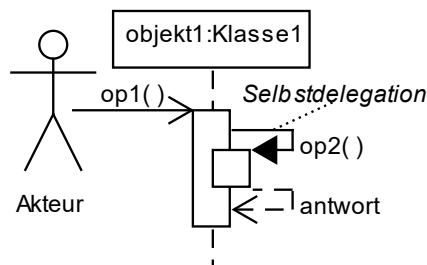 objekt1:Klasse1
op1( )
Selbstdelegation
op2( )
Akteur
antwort